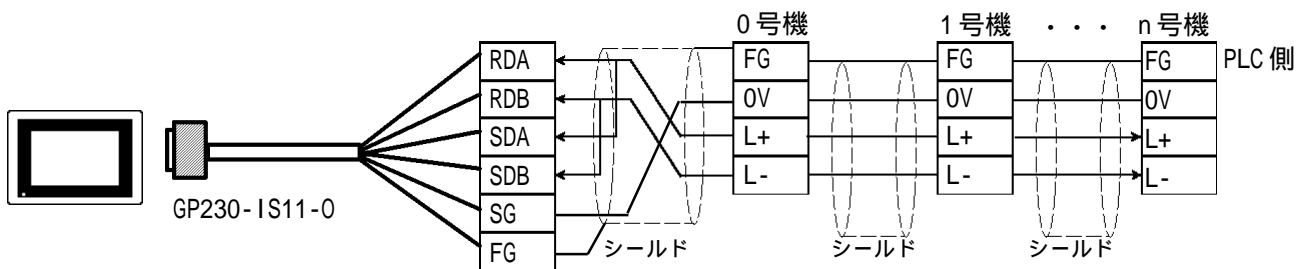 GP230-IS11-O
RDA
RDB
SDA
SDB
SG
FG
シールド
0号機
FG
0V
L+
L-
シールド
1号機
FG
0V
L+
L-
シールド
・・・
n号機
FG
0V
L+
L-
PLC側